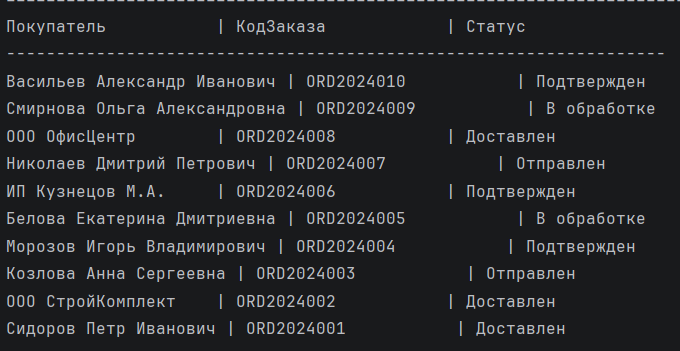 Покупатель | КодЗаказа | Статус
------------------------------------------------------------------
Васильев Александр Иванович | ORD2024010 | Подтвержден
Смирнова Ольга Александровна | ORD2024009 | В обработке
ООО ОфисЦентр | ORD2024008 | Доставлен
Николаев Дмитрий Петрович | ORD2024007 | Отправлен
ИП Кузнецов М.А. | ORD2024006 | Подтвержден
Белова Екатерина Дмитриевна | ORD2024005 | В обработке
Морозов Игорь Владимирович | ORD2024004 | Подтвержден
Козлова Анна Сергеевна | ORD2024003 | Отправлен
ООО СтройКомплект | ORD2024002 | Доставлен
Сидоров Петр Иванович | ORD2024001 | Доставлен